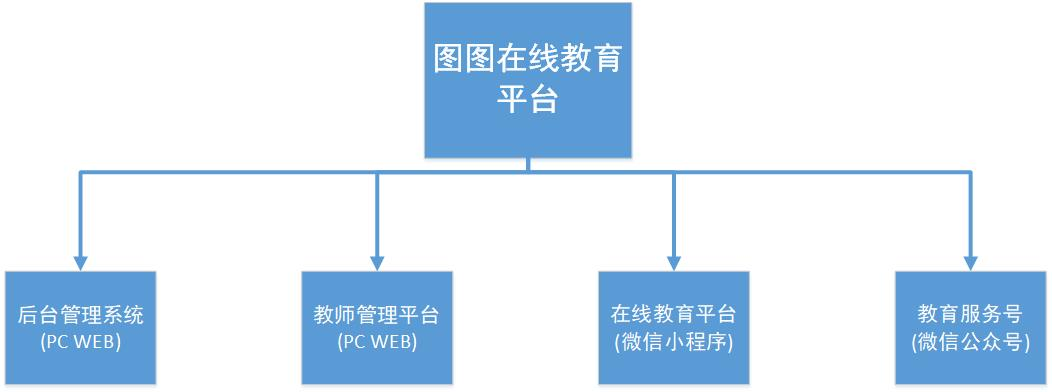 图图在线教育
平台
后台管理系统
(PC WEB)
教师管理平台
(PC WEB)
在线教育平台
(微信小程序)
教育服务号
(微信公众号)